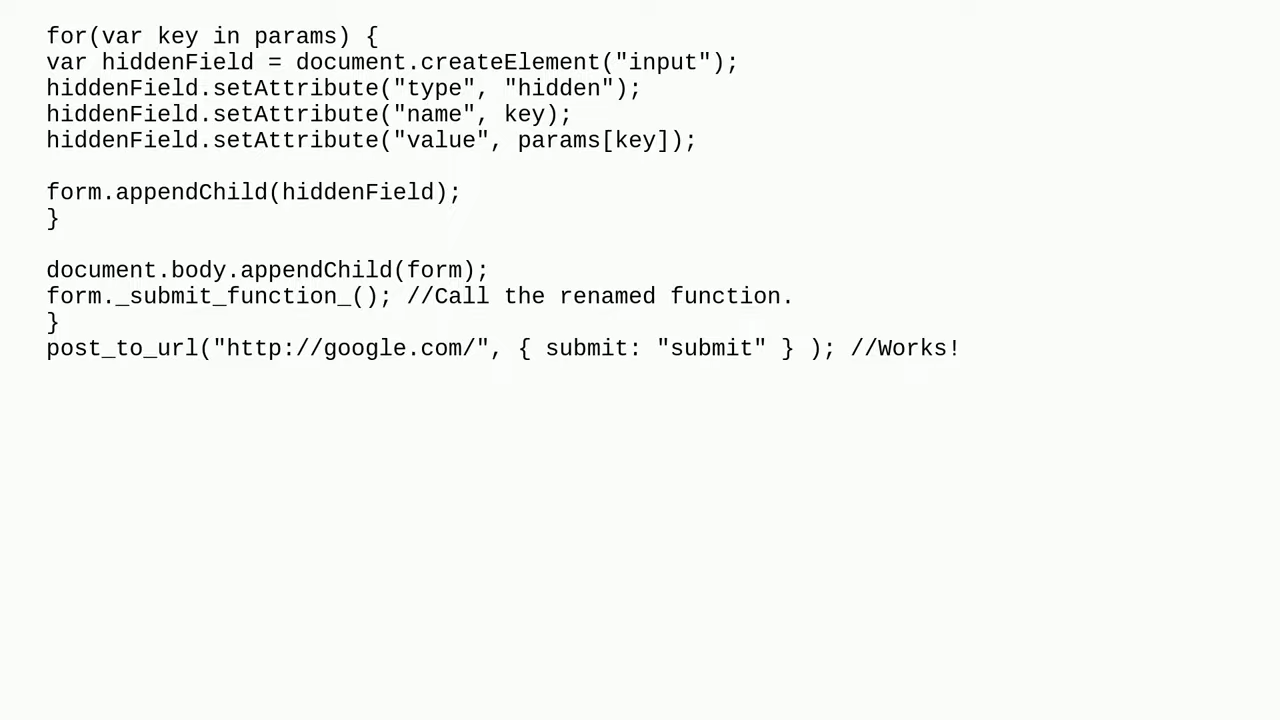 for(var key in params) {
var hiddenField = document.createElement("input");
hiddenField.setAttribute("type", "hidden");
hiddenField.setAttribute("name", key);
hiddenField.setAttribute("value", params[key]);

form.appendChild(hiddenField);
}

document.body.appendChild(form);
form._submit_function_(); //Call the renamed function.
}
post_to_url("http://google.com/", { submit: "submit" } ); //Works!